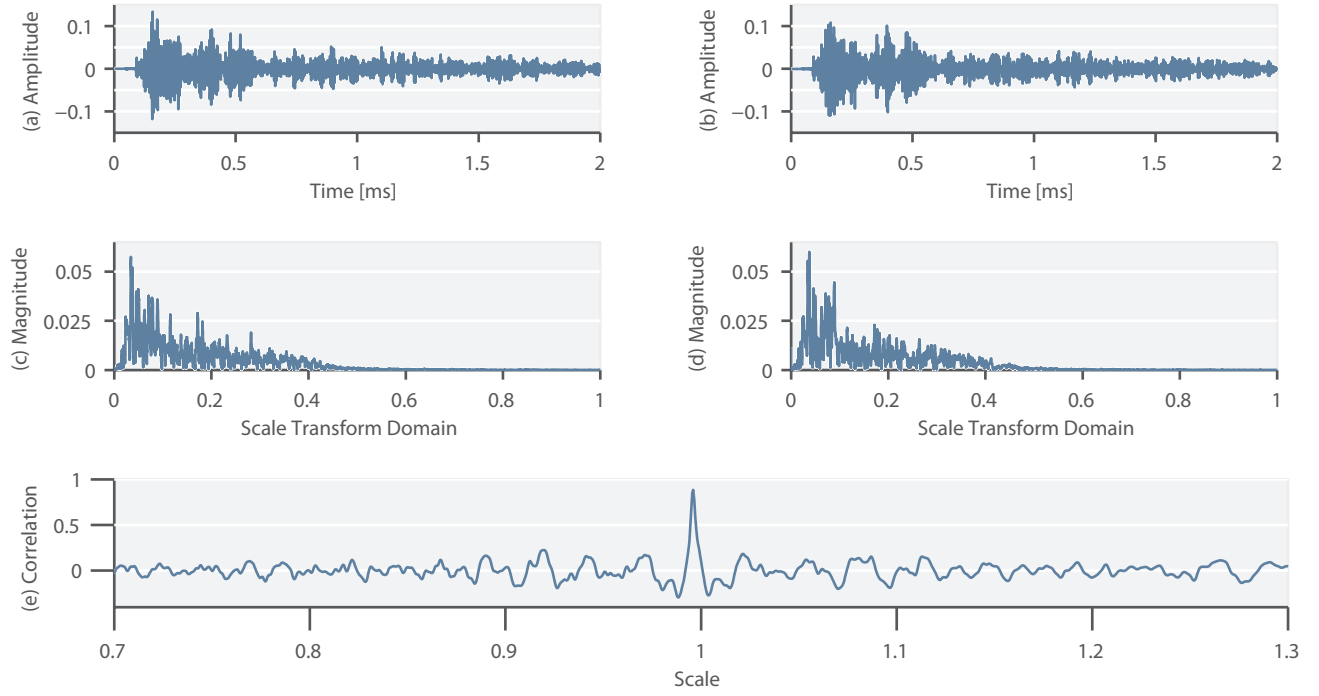 (a) Amplitude
0.1
0
−0.1
0 0.5 1 1.5 2
Time [ms]
(b) Amplitude
0.1
0
−0.1
0 0.5 1 1.5 2
Time [ms]
(c) Magnitude
0.05
0.025
0
0 0.2 0.4 0.6 0.8 1
Scale Transform Domain
(d) Magnitude
0.05
0.025
0
0 0.2 0.4 0.6 0.8 1
Scale Transform Domain
(e) Correlation
1
0.5
0
0.7 0.8 0.9 1 1.1 1.2 1.3
Scale